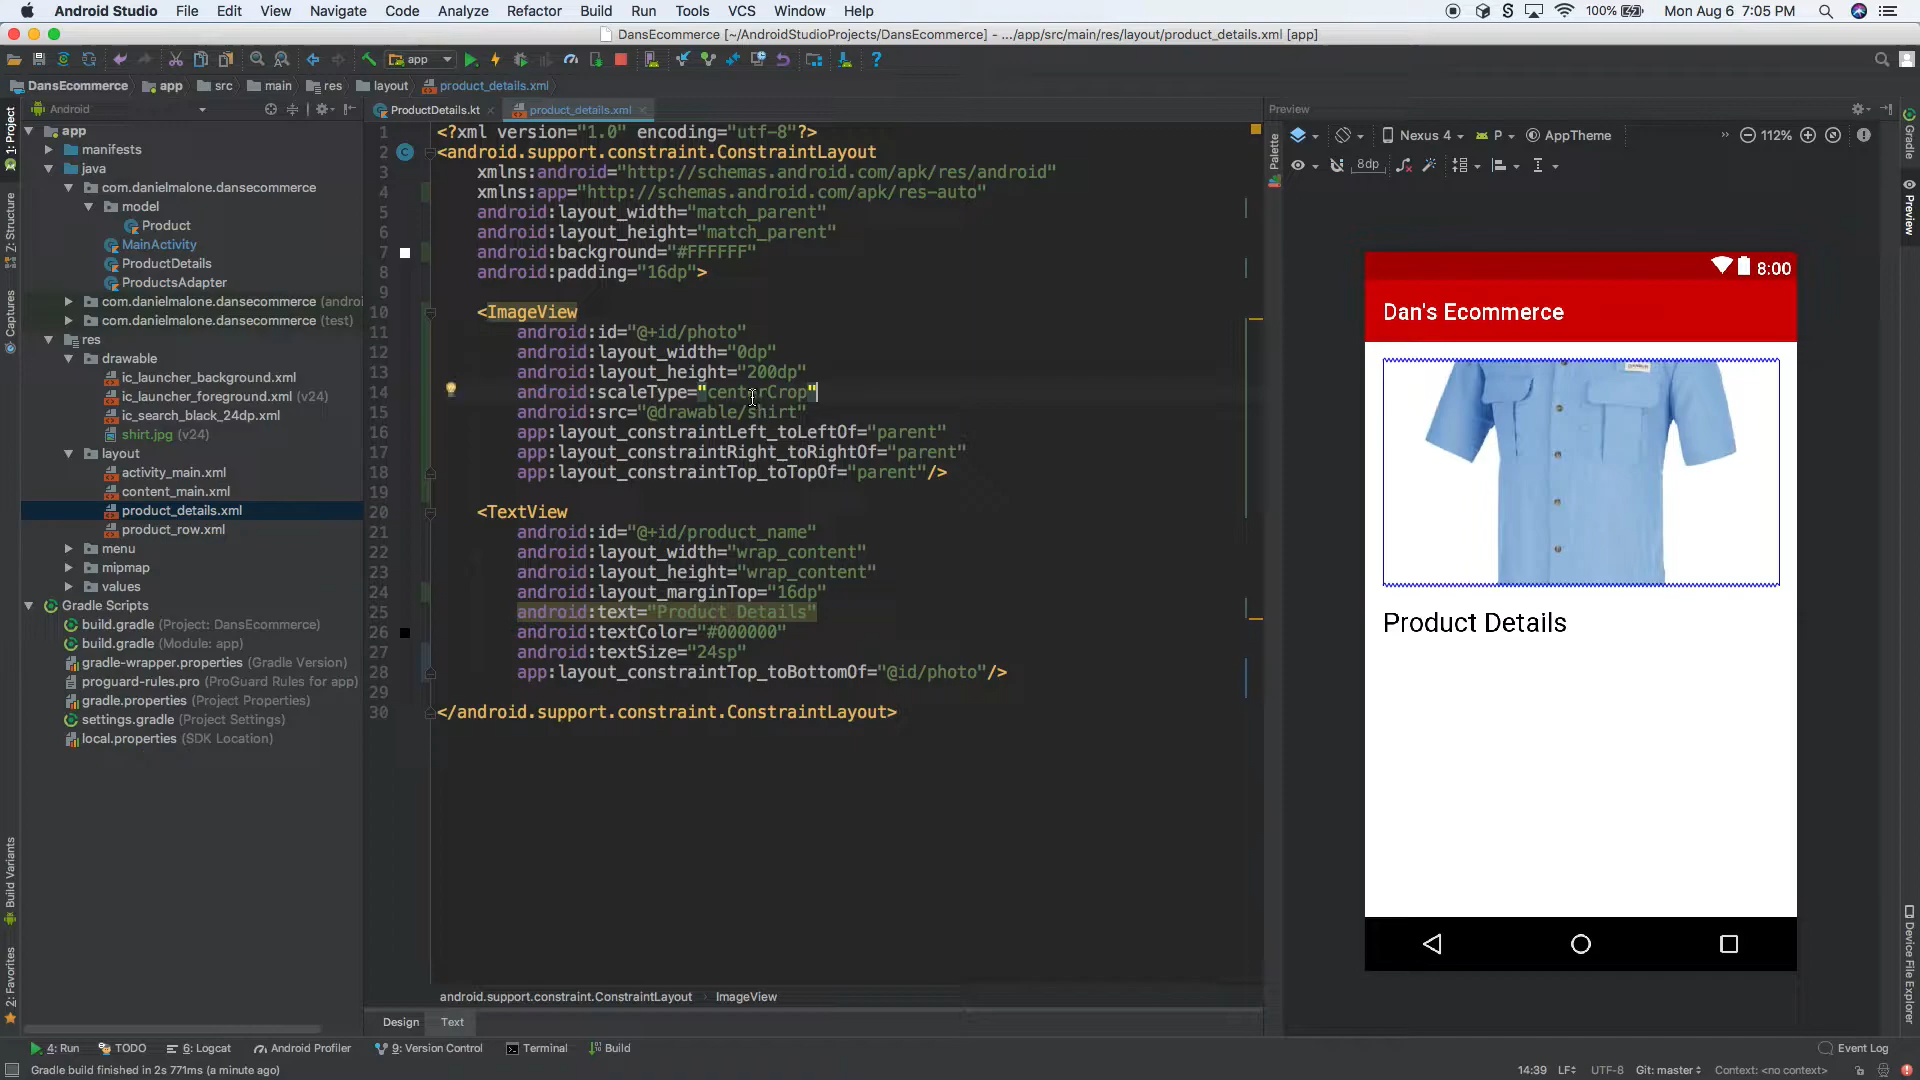 Android Studio File Edit View Navigate Code Analyze Refactor Build Run Tools VCS Window Help 100% Mon Aug 6 7:05 PM
DansEcommerce [~/AndroidStudioProjects/DansEcommerce] - .../app/src/main/res/layout/product_details.xml [app]
app
DansEcommerce app src main res layout product_details.xml
Android
ProductDetails.kt product_details.xml
Preview
1: Project
Z: Structure
Captures
Build Variants
2: Favorites
app
manifests
java
com.danielmalone.dansecommerce
model
Product
MainActivity
ProductDetails
ProductsAdapter
com.danielmalone.dansecommerce (androi
com.danielmalone.dansecommerce (test)
res
drawable
ic_launcher_background.xml
ic_launcher_foreground.xml (v24)
ic_search_black_24dp.xml
shirt.jpg (v24)
layout
activity_main.xml
content_main.xml
product_details.xml
product_row.xml
menu
mipmap
values
Gradle Scripts
build.gradle (Project: DansEcommerce)
build.gradle (Module: app)
gradle-wrapper.properties (Gradle Version)
proguard-rules.pro (ProGuard Rules for app)
gradle.properties (Project Properties)
settings.gradle (Project Settings)
local.properties (SDK Location)
1 <?xml version="1.0" encoding="utf-8"?>
2 <android.support.constraint.ConstraintLayout
3 xmlns:android="http://schemas.android.com/apk/res/android"
4 xmlns:app="http://schemas.android.com/apk/res-auto"
5 android:layout_width="match_parent"
6 android:layout_height="match_parent"
7 android:background="#FFFFFF"
8 android:padding="16dp">
9
10 <ImageView
11 android:id="@+id/photo"
12 android:layout_width="0dp"
13 android:layout_height="200dp"
14 android:scaleType="centerCrop"
15 android:src="@drawable/shirt"
16 app:layout_constraintLeft_toLeftOf="parent"
17 app:layout_constraintRight_toRightOf="parent"
18 app:layout_constraintTop_toTopOf="parent"/>
19
20 <TextView
21 android:id="@+id/product_name"
22 android:layout_width="wrap_content"
23 android:layout_height="wrap_content"
24 android:layout_marginTop="16dp"
25 android:text="Product Details"
26 android:textColor="#000000"
27 android:textSize="24sp"
28 app:layout_constraintTop_toBottomOf="@id/photo"/>
29
30 </android.support.constraint.ConstraintLayout>
Palette
Nexus 4 P AppTheme 112%
8dp
8:00
Dan's Ecommerce
Product Details
Gradle
Preview
Device File Explorer
android.support.constraint.ConstraintLayout ImageView
Design Text
4: Run TODO 6: Logcat Android Profiler 9: Version Control Terminal Build Event Log
Gradle build finished in 2s 771ms (a minute ago) 14:39 LF UTF-8 Git: master Context: <no context>